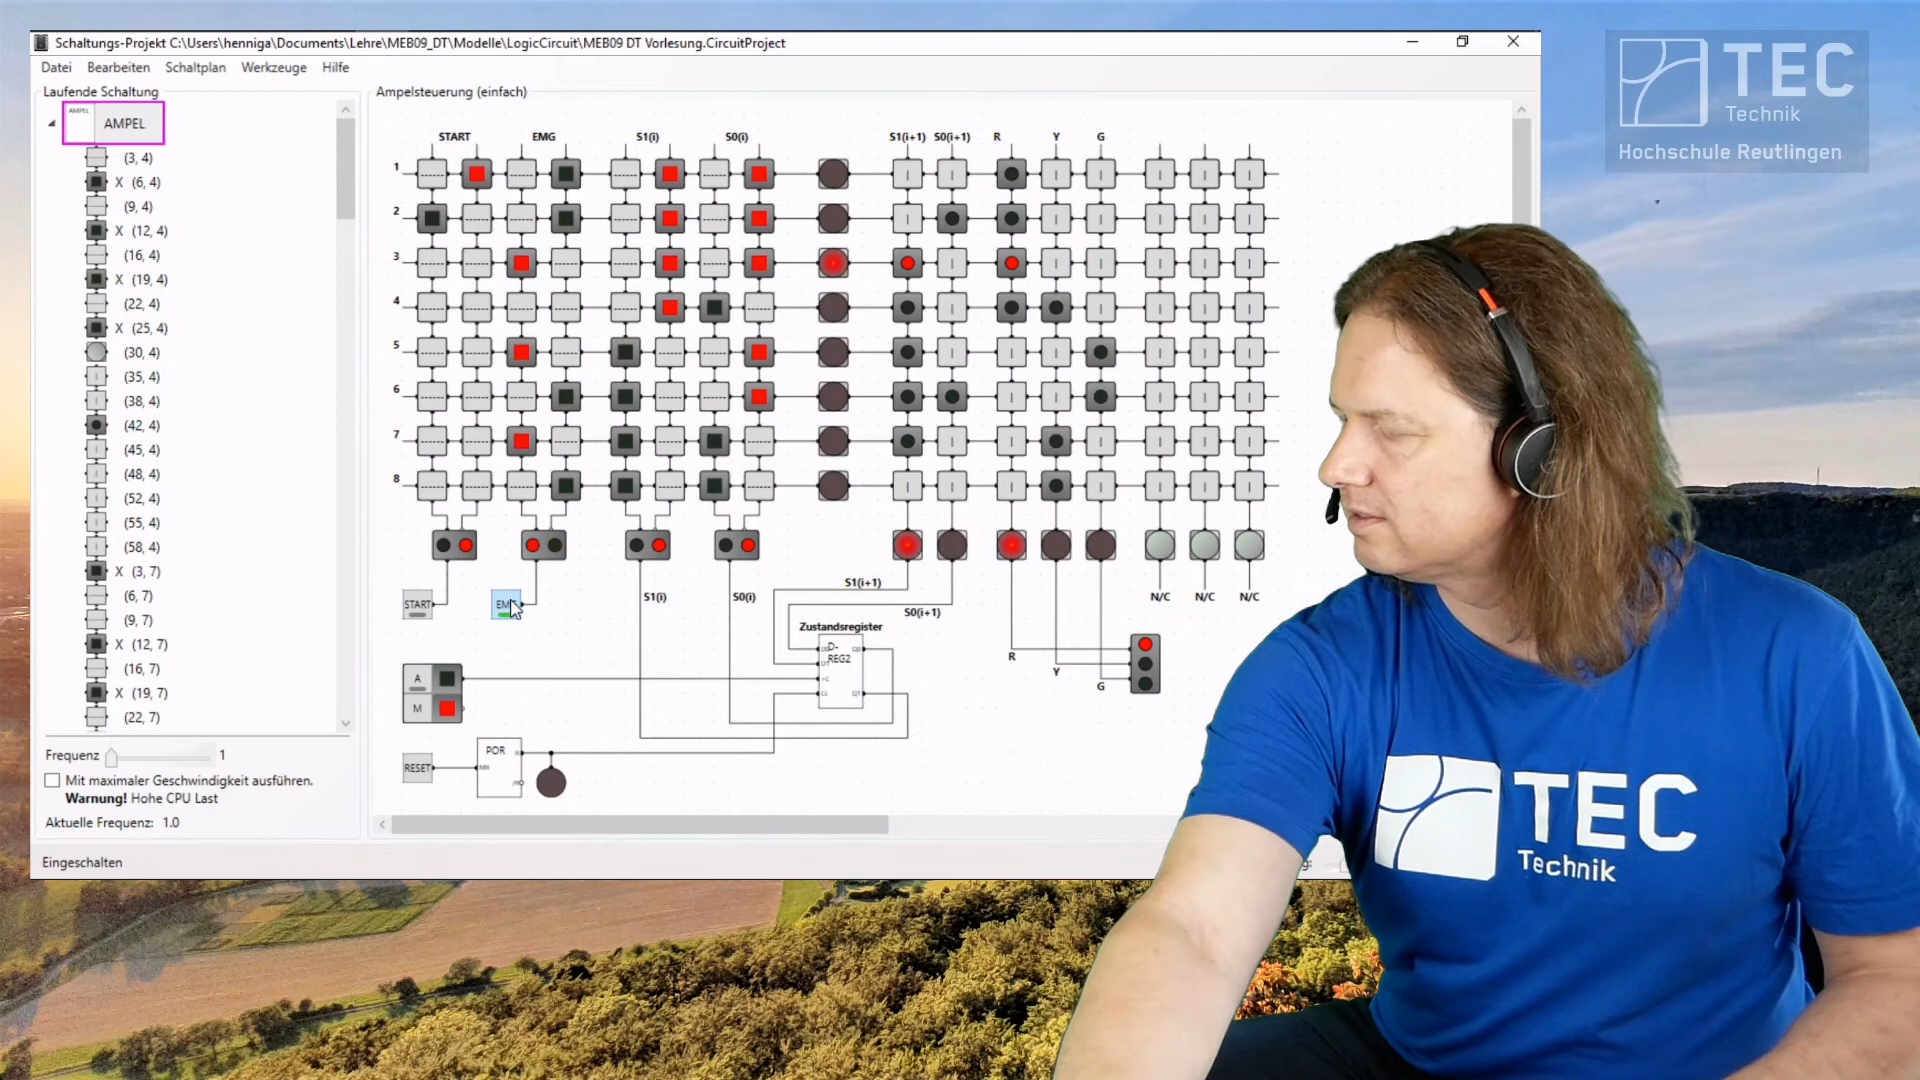 Schaltungs-Projekt C:\Users\henniga\Documents\Lehre\MEB09_DT\Modelle\LogicCircuit\MEB09 DT Vorlesung.CircuitProject
Datei Bearbeiten Schaltplan Werkzeuge Hilfe
Laufende Schaltung
AMPEL AMPEL
(3, 4)
X (6, 4)
(9, 4)
X (12, 4)
(16, 4)
X (19, 4)
(22, 4)
X (25, 4)
(30, 4)
(35, 4)
(38, 4)
(42, 4)
(45, 4)
(48, 4)
(52, 4)
(55, 4)
(58, 4)
X (3, 7)
(6, 7)
(9, 7)
X (12, 7)
(16, 7)
X (19, 7)
(22, 7)
Frequenz 1
Mit maximaler Geschwindigkeit ausführen.
Warnung! Hohe CPU Last
Aktuelle Frequenz: 1.0
Eingeschalten
Ampelsteuerung (einfach)
START EMG S1(i) S0(i) S1(i+1) S0(i+1) R Y G
1
2
3
4
5
6
7
8
S1(i+1)
START S1(i) S0(i) N/C N/C N/C
S0(i+1)
Zustandsregister
D-
REG2
R
Y
G
A
M
POR
RESET
TEC
Technik
Hochschule Reutlingen
TEC
Technik